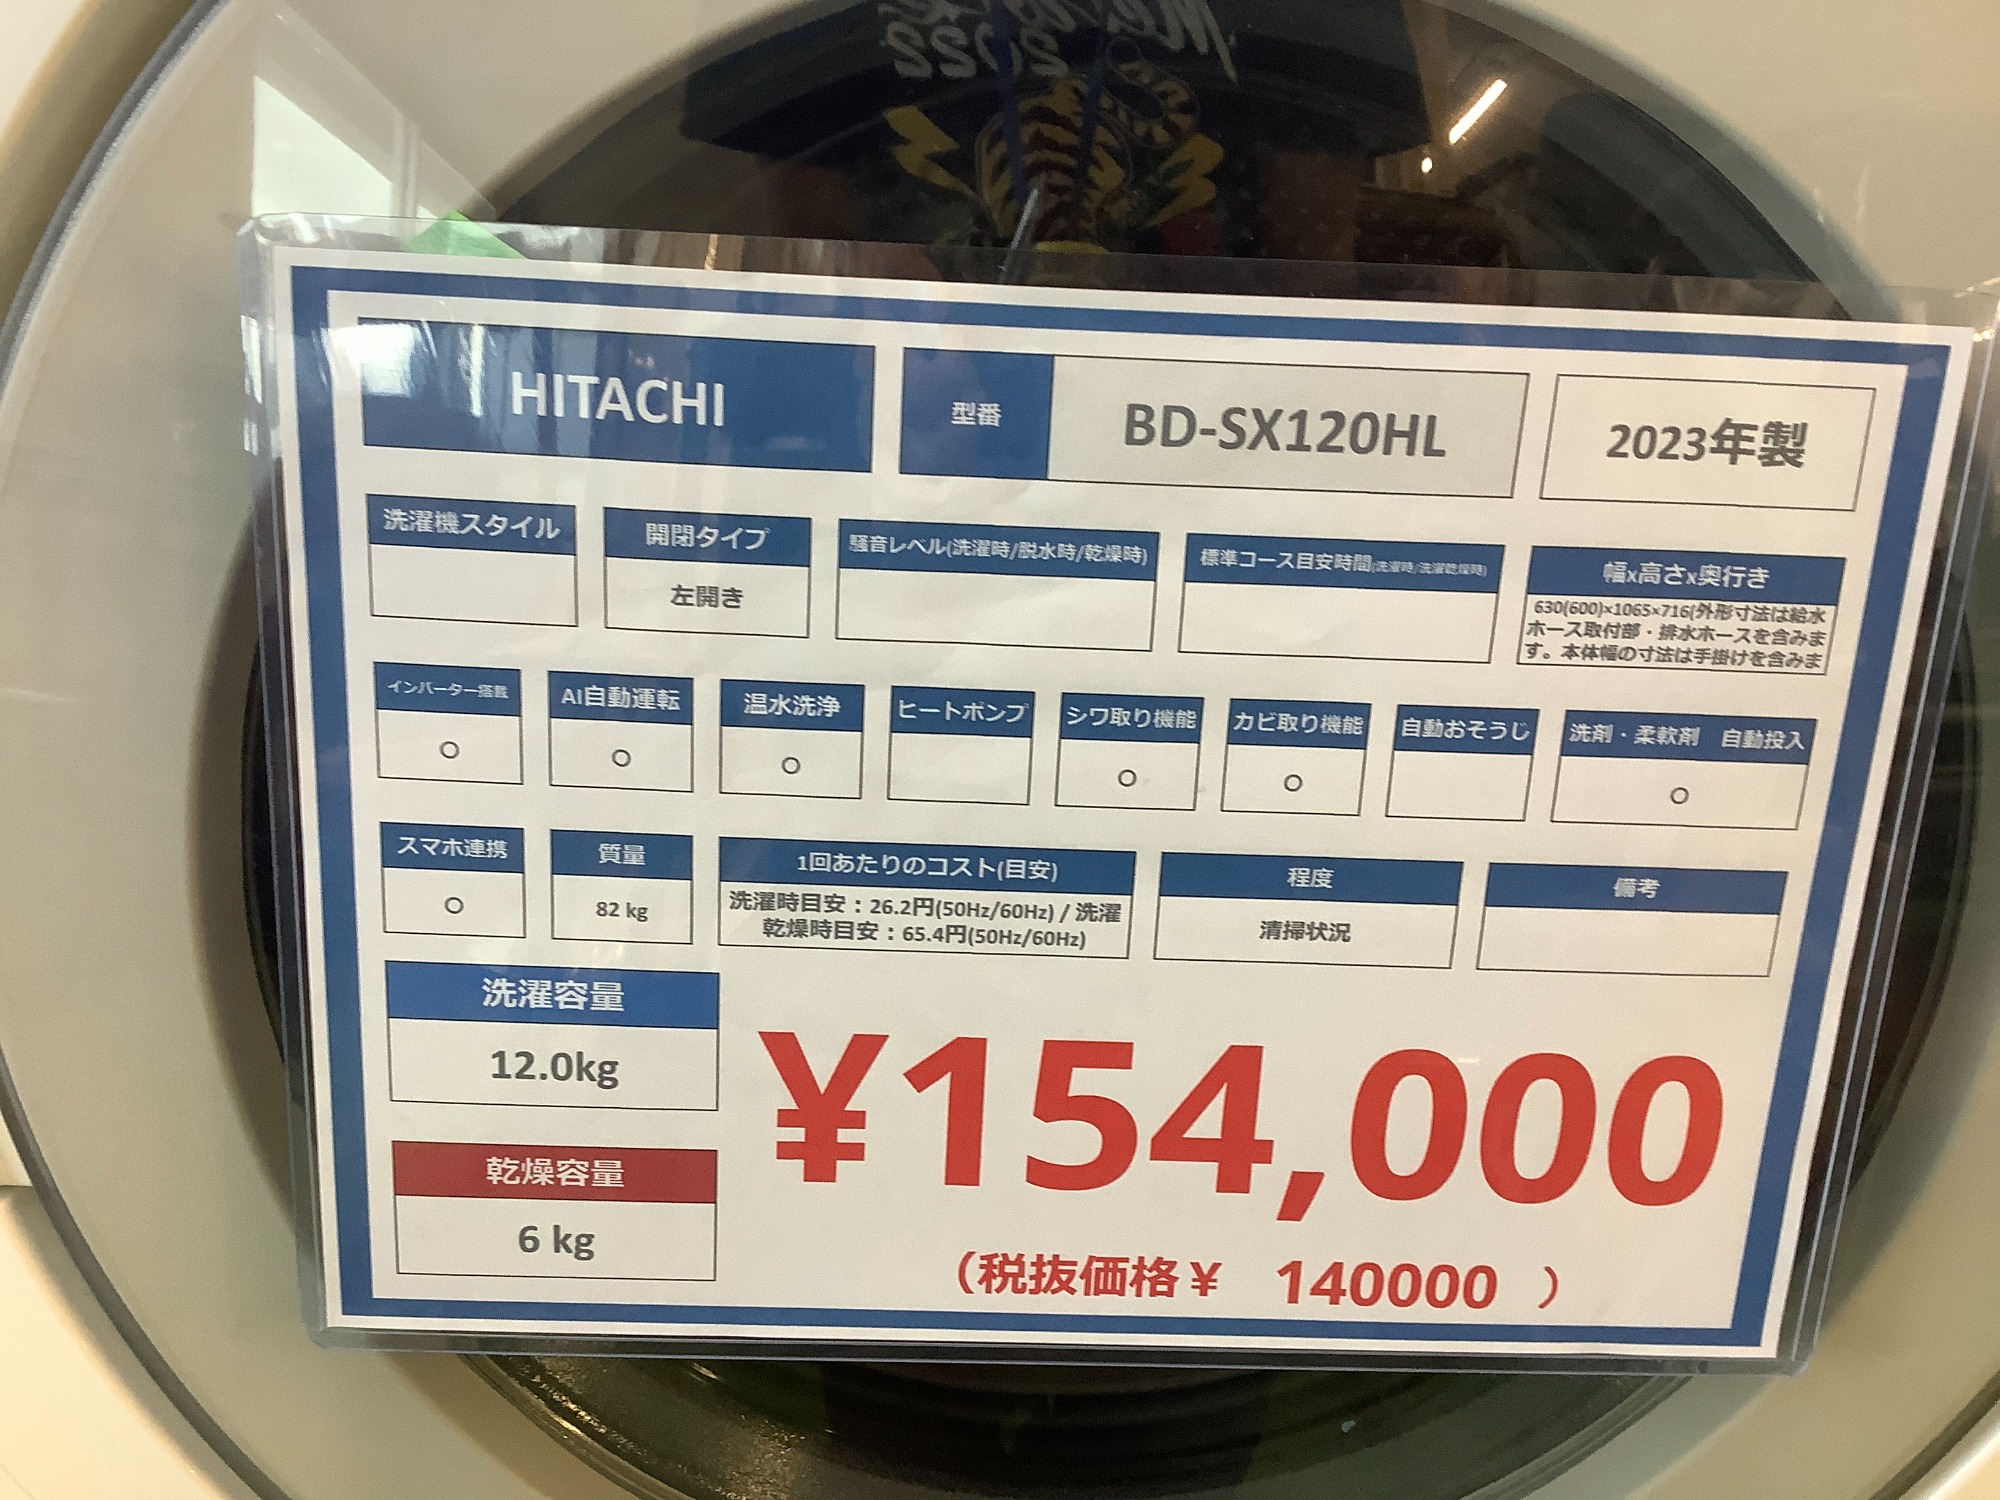 HITACHI
型番
BD-SX120HL
2023年製
洗濯機スタイル
開閉タイプ
左開き
騒音レベル(洗濯時/脱水時/乾燥時)
標準コース目安時間(洗濯時/洗濯乾燥時)
幅x高さx奥行き
630(600)×1065×716(外形寸法は給水
ホース取付部・排水ホースを含みま
す。本体幅の寸法は手掛けを含みま
インバーター搭載
○
AI自動運転
○
温水洗浄
○
ヒートポンプ
シワ取り機能
○
カビ取り機能
○
自動おそうじ
洗剤・柔軟剤　自動投入
○
スマホ連携
○
質量
82 kg
1回あたりのコスト(目安)
洗濯時目安：26.2円(50Hz/60Hz) / 洗濯
乾燥時目安：65.4円(50Hz/60Hz)
程度
清掃状況
備考
洗濯容量
12.0kg
乾燥容量
6 kg
¥154,000
（税抜価格¥　140000　）